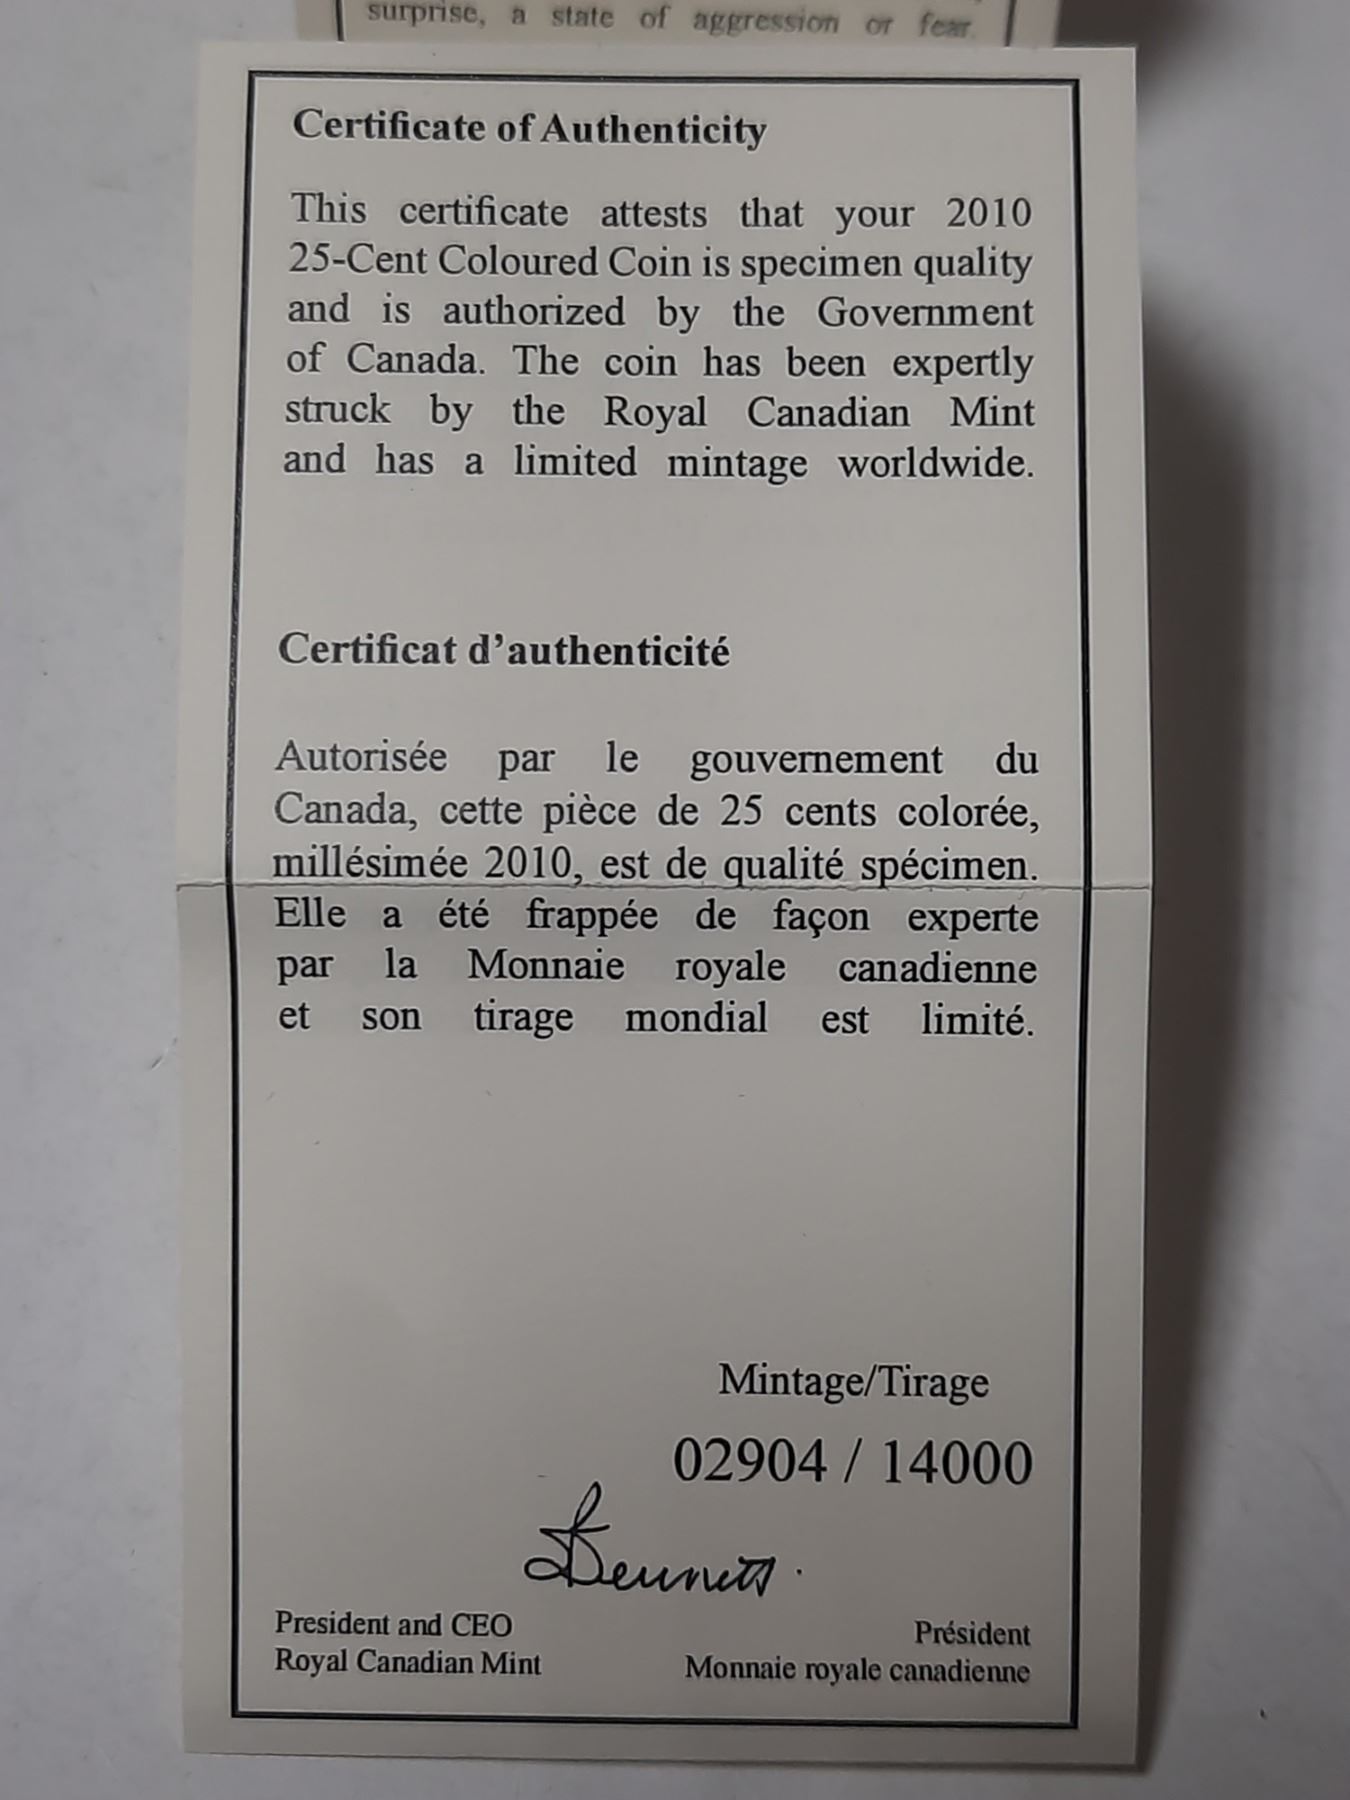 surprise, a state of aggression or fear.
Certificate of Authenticity
This certificate attests that your 2010
25-Cent Coloured Coin is specimen quality
and is authorized by the Government
of Canada. The coin has been expertly
struck by the Royal Canadian Mint
and has a limited mintage worldwide.
Certificat d’authenticité
Autorisée par le gouvernement du
Canada, cette pièce de 25 cents colorée,
millésimée 2010, est de qualité spécimen.
Elle a été frappée de façon experte
par la Monnaie royale canadienne
et son tirage mondial est limité.
Mintage/Tirage
02904 / 14000
Bennett
President and CEO
Royal Canadian Mint
Président
Monnaie royale canadienne